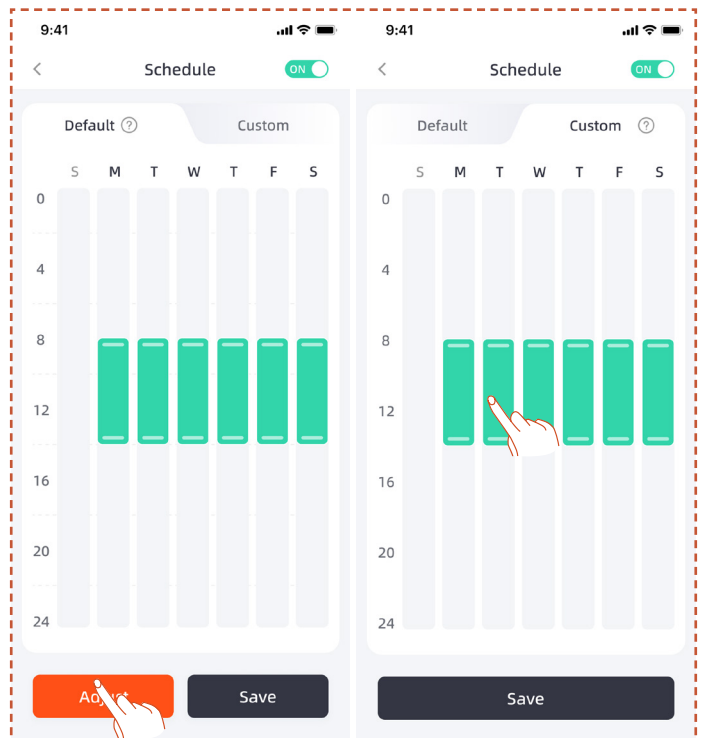 9:41
Schedule
ON
Default ?
Custom
S M T W T F S
0
4
8
12
16
20
24
Adjust
Save
9:41
Schedule
ON
Default
Custom ?
S M T W T F S
0
4
8
12
16
20
24
Save